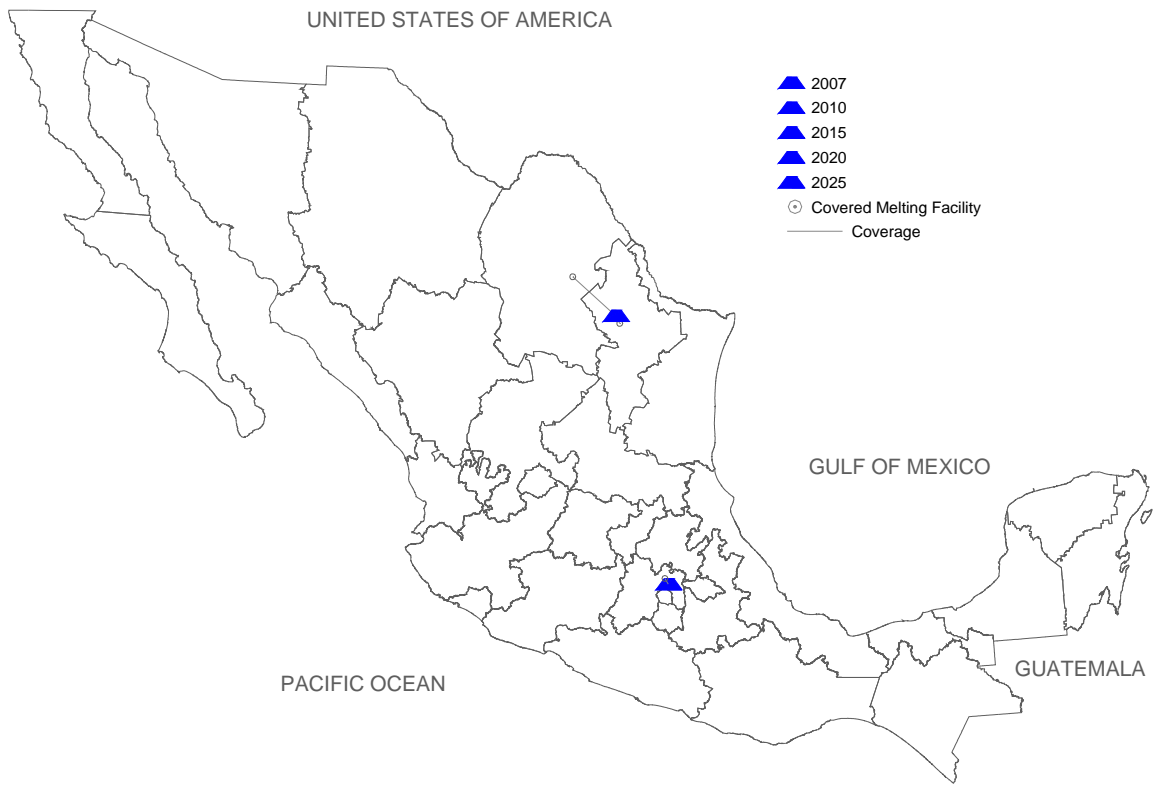 UNITED STATES OF AMERICA
2007
2010
2015
2020
2025
Covered Melting Facility
Coverage
GULF OF MEXICO
GUATEMALA
PACIFIC OCEAN